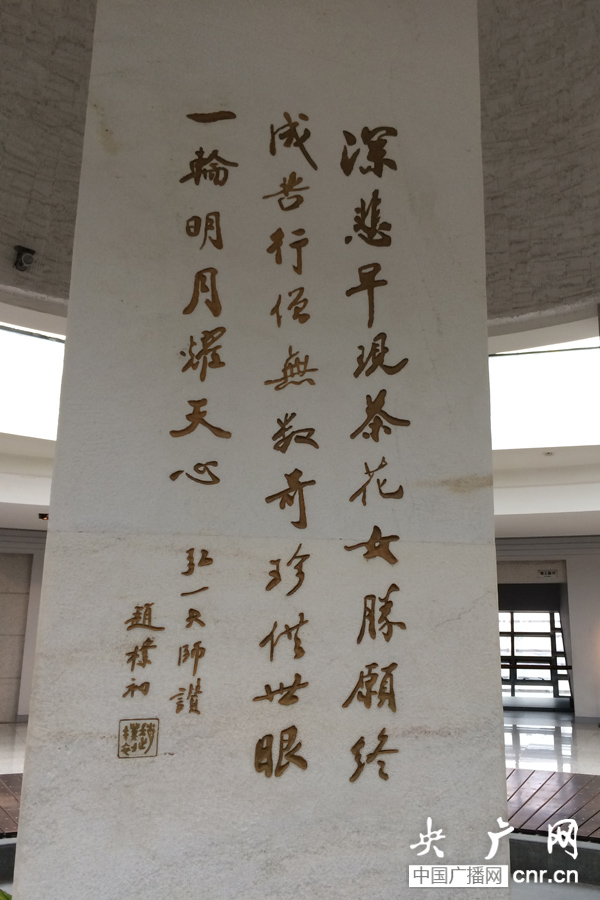 深悲早現茶花女勝願終
成苦行僧無数奇珍供世眼
一輪明月耀天心
弘一大師讚
趙樸初
央广网
中国广播网 cnr.cn